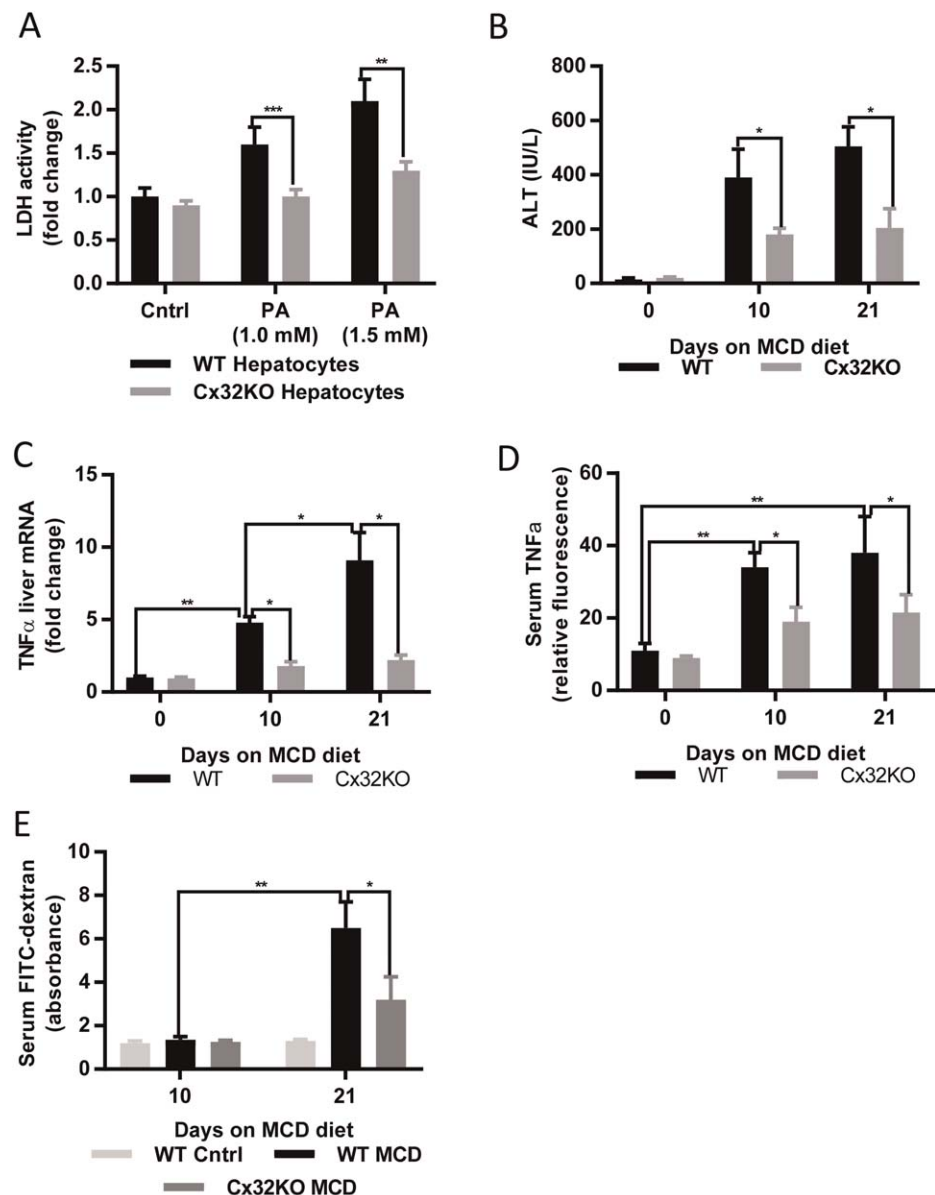 A
LDH activity
(fold change)
2.5
2.0
1.5
1.0
0.5
0.0
***
**
Cntrl
PA
(1.0 mM)
PA
(1.5 mM)
WT Hepatocytes
Cx32KO Hepatocytes
B
ALT (IU/L)
800
600
400
200
0
*
*
0
10
21
Days on MCD diet
WT
Cx32KO
C
TNFα liver mRNA
(fold change)
15
10
5
0
**
*
*
*
0
10
21
Days on MCD diet
WT
Cx32KO
D
Serum TNFa
(relative fluorescence)
60
40
20
0
**
**
*
*
0
10
21
Days on MCD diet
WT
Cx32KO
E
Serum FITC-dextran
(absorbance)
10
8
6
4
2
0
**
*
10
21
Days on MCD diet
WT Cntrl
WT MCD
Cx32KO MCD